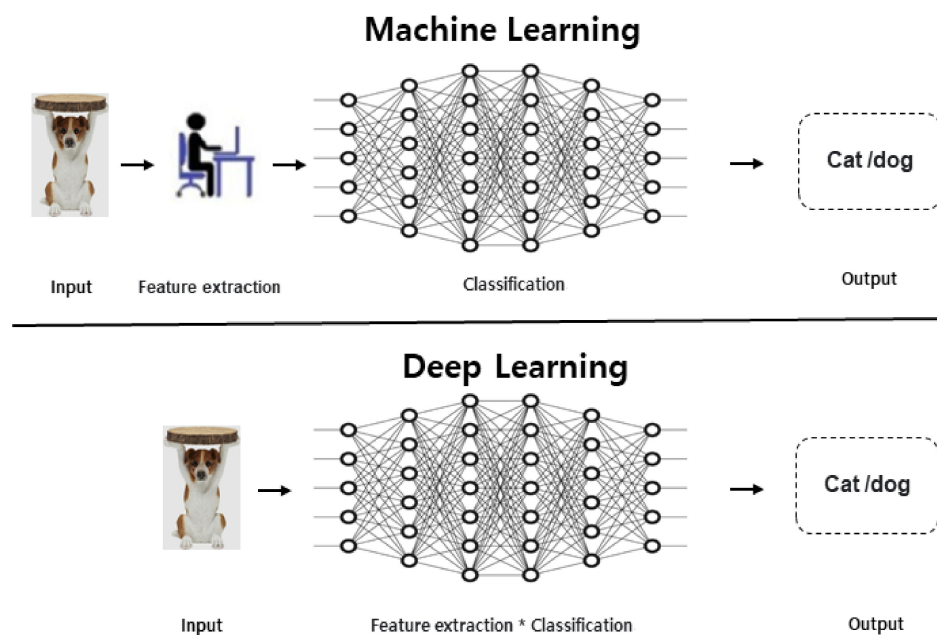 Machine Learning
Cat /dog
Input
Feature extraction
Classification
Output
Deep Learning
Cat /dog
Input
Feature extraction * Classification
Output